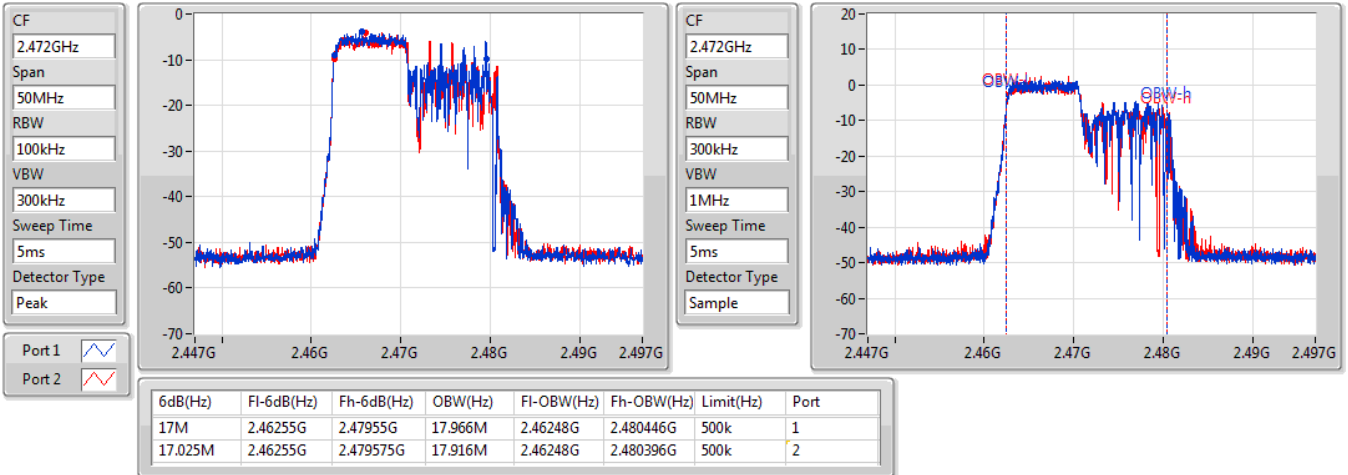 CF
2.472GHz
Span
50MHz
RBW
100kHz
VBW
300kHz
Sweep Time
5ms
Detector Type
Peak
Port 1
Port 2
0
-10
-20
-30
-40
-50
-60
-70
2.447G 2.46G 2.47G 2.48G 2.49G 2.497G
CF
2.472GHz
Span
50MHz
RBW
300kHz
VBW
1MHz
Sweep Time
5ms
Detector Type
Sample
20
10
0
-10
-20
-30
-40
-50
-60
-70
OBW-l
OBW-h
OBW-h
2.447G 2.46G 2.47G 2.48G 2.49G 2.497G
6dB(Hz) Fl-6dB(Hz) Fh-6dB(Hz) OBW(Hz) Fl-OBW(Hz) Fh-OBW(Hz) Limit(Hz) Port
17M 2.46255G 2.47955G 17.966M 2.46248G 2.480446G 500k 1
17.025M 2.46255G 2.479575G 17.916M 2.46248G 2.480396G 500k 2